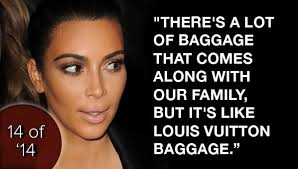 "THERE'S A LOT
OF BAGGAGE
THAT COMES
ALONG WITH
OUR FAMILY,
BUT IT'S LIKE
LOUIS VUITTON
BAGGAGE.”
14 of
‘14